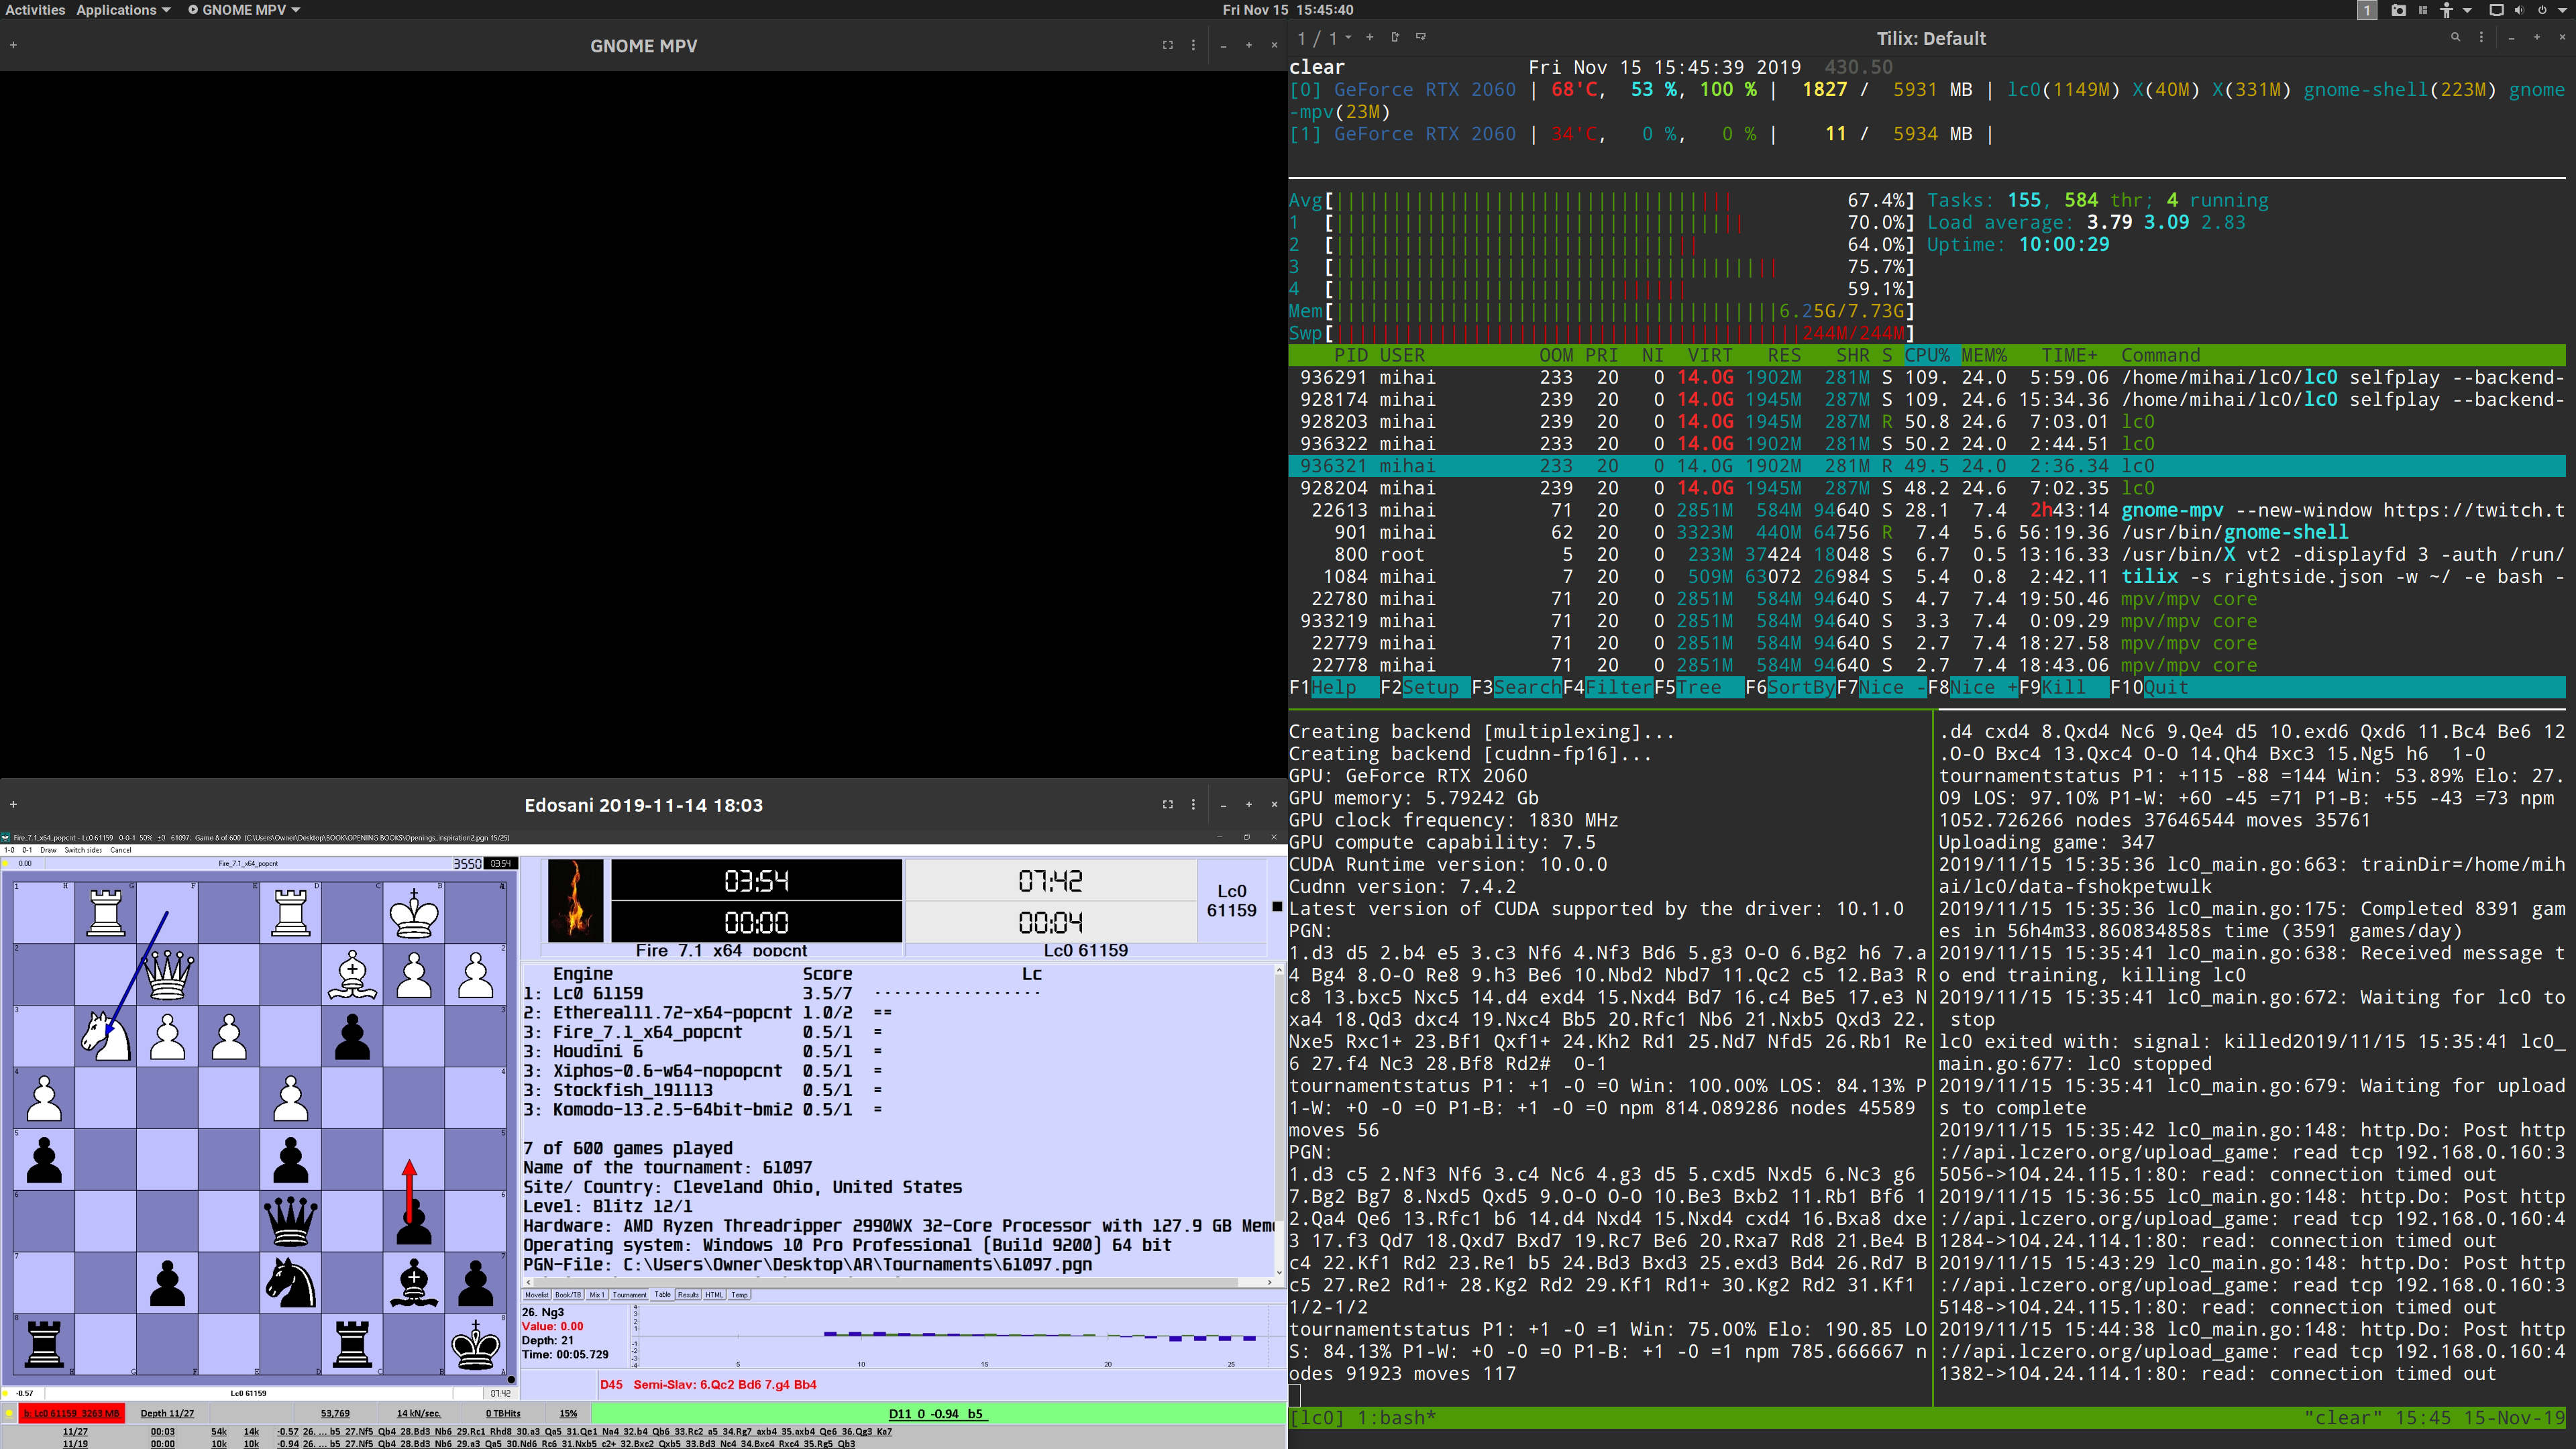 Activities Applications GNOME MPV
Fri Nov 15 15:45:40
1
GNOME MPV
1 / 1
Tilix: Default
clear Fri Nov 15 15:45:39 2019 430.50
[0] GeForce RTX 2060 | 68'C, 53 %, 100 % | 1827 / 5931 MB | lc0(1149M) X(40M) X(331M) gnome-shell(223M) gnome
-mpv(23M)
[1] GeForce RTX 2060 | 34'C, 0 %, 0 % | 11 / 5934 MB |
Avg[ 67.4%] Tasks: 155, 584 thr; 4 running
1 [ 70.0%] Load average: 3.79 3.09 2.83
2 [ 64.0%] Uptime: 10:00:29
3 [ 75.7%]
4 [ 59.1%]
Mem[ 6.25G/7.73G]
Swp[ 244M/244M]
PID USER OOM PRI NI VIRT RES SHR S CPU% MEM% TIME+ Command
936291 mihai 233 20 0 14.0G 1902M 281M S 109. 24.0 5:59.06 /home/mihai/lc0/lc0 selfplay --backend-
928174 mihai 239 20 0 14.0G 1945M 287M S 109. 24.6 15:34.36 /home/mihai/lc0/lc0 selfplay --backend-
928203 mihai 239 20 0 14.0G 1945M 287M R 50.8 24.6 7:03.01 lc0
936322 mihai 233 20 0 14.0G 1902M 281M S 50.2 24.0 2:44.51 lc0
936321 mihai 233 20 0 14.0G 1902M 281M R 49.5 24.0 2:36.34 lc0
928204 mihai 239 20 0 14.0G 1945M 287M S 48.2 24.6 7:02.35 lc0
22613 mihai 71 20 0 2851M 584M 94640 S 28.1 7.4 2h43:14 gnome-mpv --new-window https://twitch.t
901 mihai 62 20 0 3323M 440M 64756 R 7.4 5.6 56:19.36 /usr/bin/gnome-shell
800 root 5 20 0 233M 37424 18048 S 6.7 0.5 13:16.33 /usr/bin/X vt2 -displayfd 3 -auth /run/
1084 mihai 7 20 0 509M 63072 26984 S 5.4 0.8 2:42.11 tilix -s rightside.json -w ~/ -e bash -
22780 mihai 71 20 0 2851M 584M 94640 S 4.7 7.4 19:50.46 mpv/mpv core
933219 mihai 71 20 0 2851M 584M 94640 S 3.3 7.4 0:09.29 mpv/mpv core
22779 mihai 71 20 0 2851M 584M 94640 S 2.7 7.4 18:27.58 mpv/mpv core
22778 mihai 71 20 0 2851M 584M 94640 S 2.7 7.4 18:43.06 mpv/mpv core
F1Help F2Setup F3SearchF4FilterF5Tree F6SortByF7Nice -F8Nice +F9Kill F10Quit
Creating backend [multiplexing]...
Creating backend [cudnn-fp16]...
GPU: GeForce RTX 2060
GPU memory: 5.79242 Gb
GPU clock frequency: 1830 MHz
GPU compute capability: 7.5
CUDA Runtime version: 10.0.0
Cudnn version: 7.4.2
Latest version of CUDA supported by the driver: 10.1.0
PGN:
1.d3 d5 2.b4 e5 3.c3 Nf6 4.Nf3 Bd6 5.g3 O-O 6.Bg2 h6 7.a
4 Bg4 8.O-O Re8 9.h3 Be6 10.Nbd2 Nbd7 11.Qc2 c5 12.Ba3 R
c8 13.bxc5 Nxc5 14.d4 exd4 15.Nxd4 Bd7 16.c4 Be5 17.e3 N
xa4 18.Qd3 dxc4 19.Nxc4 Bb5 20.Rfc1 Nb6 21.Nxb5 Qxd3 22.
Nxe5 Rxc1+ 23.Bf1 Qxf1+ 24.Kh2 Rd1 25.Nd7 Nfd5 26.Rb1 Re
6 27.f4 Nc3 28.Bf8 Rd2# 0-1
tournamentstatus P1: +1 -0 =0 Win: 100.00% LOS: 84.13% P
1-W: +0 -0 =0 P1-B: +1 -0 =0 npm 814.089286 nodes 45589
moves 56
PGN:
1.d3 c5 2.Nf3 Nf6 3.c4 Nc6 4.g3 d5 5.cxd5 Nxd5 6.Nc3 g6
7.Bg2 Bg7 8.Nxd5 Qxd5 9.O-O O-O 10.Be3 Bxb2 11.Rb1 Bf6 1
2.Qa4 Qe6 13.Rfc1 b6 14.d4 Nxd4 15.Nxd4 cxd4 16.Bxa8 dxe
3 17.f3 Qd7 18.Qxd7 Bxd7 19.Rc7 Be6 20.Rxa7 Rd8 21.Be4 B
c4 22.Kf1 Rd2 23.Re1 b5 24.Bd3 Bxd3 25.exd3 Bd4 26.Rd7 B
c5 27.Re2 Rd1+ 28.Kg2 Rd2 29.Kf1 Rd1+ 30.Kg2 Rd2 31.Kf1
1/2-1/2
tournamentstatus P1: +1 -0 =1 Win: 75.00% Elo: 190.85 LO
S: 84.13% P1-W: +0 -0 =0 P1-B: +1 -0 =1 npm 785.666667 n
odes 91923 moves 117
.d4 cxd4 8.Qxd4 Nc6 9.Qe4 d5 10.exd6 Qxd6 11.Bc4 Be6 12
.O-O Bxc4 13.Qxc4 O-O 14.Qh4 Bxc3 15.Ng5 h6 1-0
tournamentstatus P1: +115 -88 =144 Win: 53.89% Elo: 27.
09 LOS: 97.10% P1-W: +60 -45 =71 P1-B: +55 -43 =73 npm
1052.726266 nodes 37646544 moves 35761
Uploading game: 347
2019/11/15 15:35:36 lc0_main.go:663: trainDir=/home/mih
ai/lc0/data-fshokpetwulk
2019/11/15 15:35:36 lc0_main.go:175: Completed 8391 gam
es in 56h4m33.860834858s time (3591 games/day)
2019/11/15 15:35:41 lc0_main.go:638: Received message t
o end training, killing lc0
2019/11/15 15:35:41 lc0_main.go:672: Waiting for lc0 to
stop
lc0 exited with: signal: killed2019/11/15 15:35:41 lc0_
main.go:677: lc0 stopped
2019/11/15 15:35:41 lc0_main.go:679: Waiting for upload
s to complete
2019/11/15 15:35:42 lc0_main.go:148: http.Do: Post http
://api.lczero.org/upload_game: read tcp 192.168.0.160:3
5056->104.24.115.1:80: read: connection timed out
2019/11/15 15:36:55 lc0_main.go:148: http.Do: Post http
://api.lczero.org/upload_game: read tcp 192.168.0.160:4
1284->104.24.114.1:80: read: connection timed out
2019/11/15 15:43:29 lc0_main.go:148: http.Do: Post http
://api.lczero.org/upload_game: read tcp 192.168.0.160:3
5148->104.24.115.1:80: read: connection timed out
2019/11/15 15:44:38 lc0_main.go:148: http.Do: Post http
://api.lczero.org/upload_game: read tcp 192.168.0.160:4
1382->104.24.114.1:80: read: connection timed out
[lc0] 1:bash* "clear" 15:45 15-Nov-19
Edosani 2019-11-14 18:03
Fire_7.1_x64_popcnt - Lc0 61159 0-0-1 50% ±0 61097: Game 8 of 600 (C:\Users\Owner\Desktop\BOOK\OPENING BOOKS\Openings_inspiration2.pgn 15/25)
1-0 0-1 Draw Switch sides Cancel
0.00 Fire_7.1_x64_popcnt 3550 03:54
03:54 07:42
00:00 00:04
Lc0
61159
Fire_7.1_x64_popcnt Lc0 61159
Engine Score Lc
1: Lc0 61159 3.5/7 - - - - - - - - - - - - - - - - -
2: Ethereal11.72-x64-popcnt 1.0/2 ==
3: Fire_7.1_x64_popcnt 0.5/1 =
3: Houdini 6 0.5/1 =
3: Xiphos-0.6-w64-nopopcnt 0.5/1 =
3: Stockfish_191113 0.5/1 =
3: Komodo-13.2.5-64bit-bmi2 0.5/1 =
7 of 600 games played
Name of the tournament: 61097
Site/ Country: Cleveland Ohio, United States
Level: Blitz 12/1
Hardware: AMD Ryzen Threadripper 2990WX 32-Core Processor with 127.9 GB Mem
Operating system: Windows 10 Pro Professional (Build 9200) 64 bit
PGN-File: C:\Users\Owner\Desktop\AR\Tournaments\61097.pgn
Movelist Book/TB Mix 1 Tournament Table Results HTML Temp
26. Ng3
Value: 0.00
Depth: 21
Time: 00:05.729
5 10 15 20 25
D45 Semi-Slav: 6.Qc2 Bd6 7.g4 Bb4
-0.57 Lc0 61159 07:42
b: Lc0 61159 3263 MB Depth 11/27 53,769 14 kN/sec. 0 TBHits 15% D11 0 -0.94 b5
11/27 00:03 54k 14k -0.57 26. ... b5 27.Nf5 Qb4 28.Bd3 Nb6 29.Rc1 Rhd8 30.a3 Qa5 31.Qe1 Na4 32.b4 Qb6 33.Rc2 a5 34.Rg7 axb4 35.axb4 Qe6 36.Qg3 Ka7
11/19 00:00 10k 10k -0.94 26. ... b5 27.Nf5 Qb4 28.Bd3 Nb6 29.a3 Qa5 30.Nd6 Rc6 31.Nxb5 c2+ 32.Bxc2 Qxb5 33.Bd3 Nc4 34.Bxc4 Rxc4 35.Rg5 Qb3